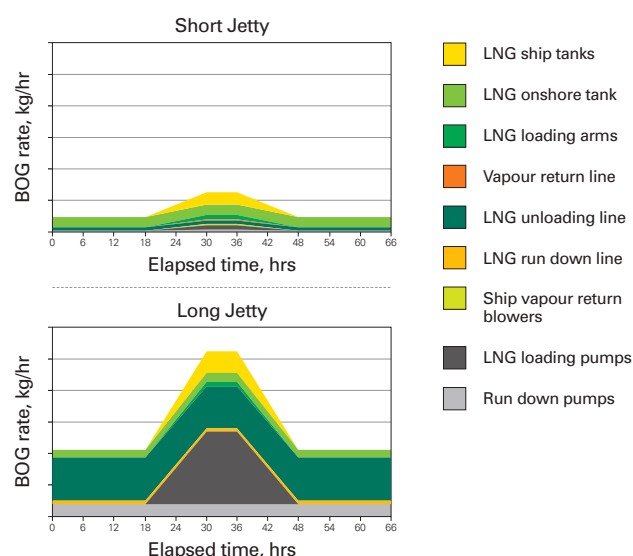 Short Jetty
BOG rate, kg/hr
0 6 12 18 24 30 36 42 48 54 60 66
Elapsed time, hrs
Long Jetty
BOG rate, kg/hr
0 6 12 18 24 30 36 42 48 54 60 66
Elapsed time, hrs
LNG ship tanks
LNG onshore tank
LNG loading arms
Vapour return line
LNG unloading line
LNG run down line
Ship vapour return
blowers
LNG loading pumps
Run down pumps